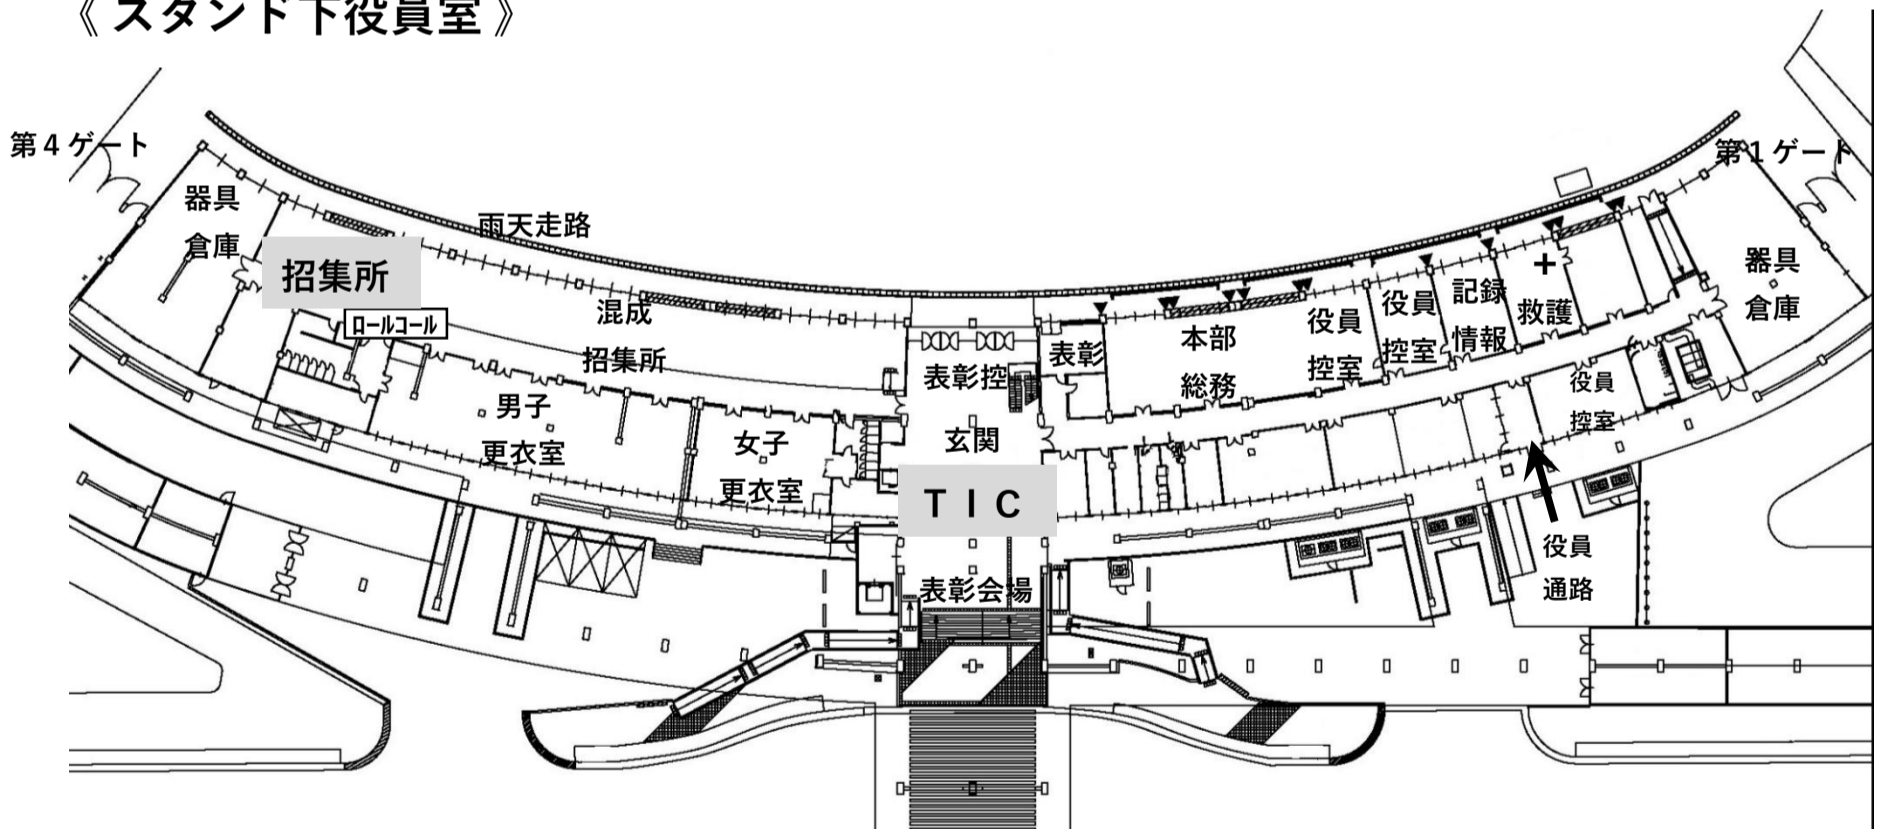 《 スタンド下役員室 》
第4ゲート
第1ゲート
器具
倉庫
雨天走路
招集所
ロールコール
混成
招集所
男子
更衣室
女子
更衣室
表彰控
玄関
TIC
表彰会場
表彰
本部
総務
役員
控室
役員
控室
記録
情報
+
救護
器具
倉庫
役員
控室
役員
通路